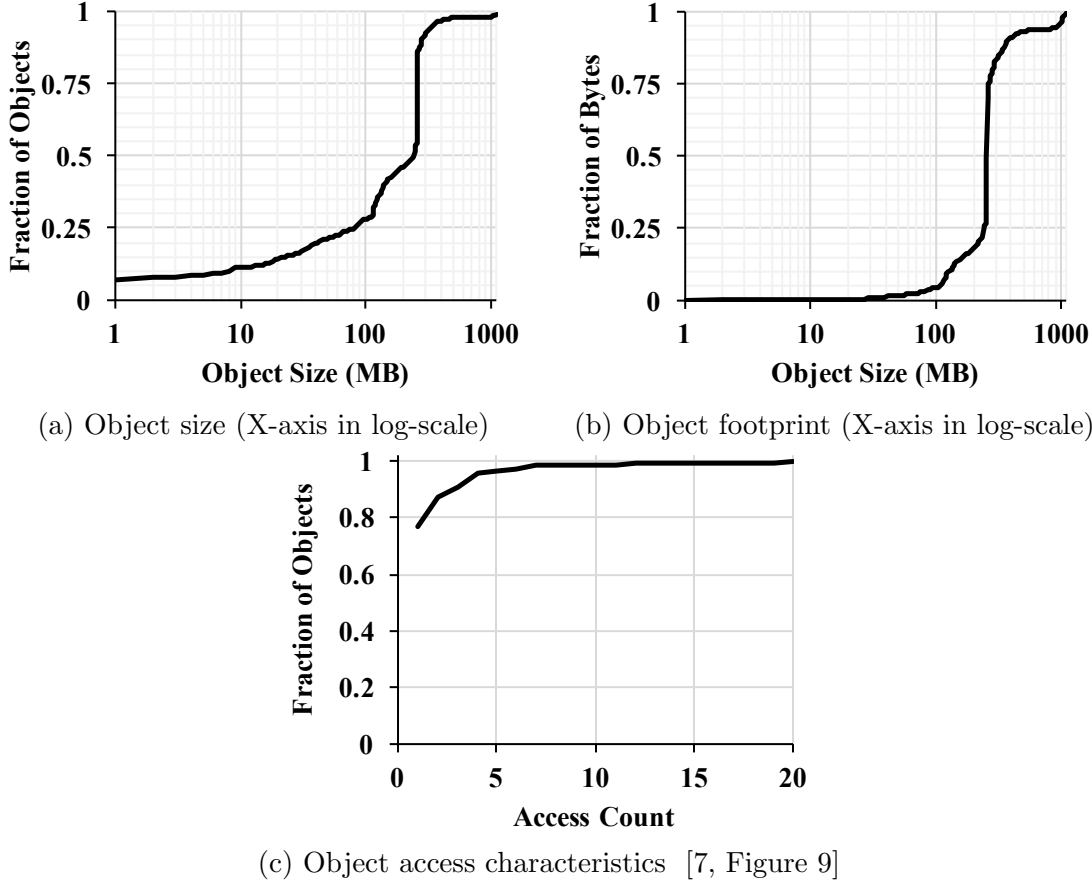 Fraction of Objects
1
0.75
0.5
0.25
0
1 10 100 1000
Object Size (MB)
(a) Object size (X-axis in log-scale)
Fraction of Bytes
1
0.75
0.5
0.25
0
1 10 100 1000
Object Size (MB)
(b) Object footprint (X-axis in log-scale)
Fraction of Objects
1
0.8
0.6
0.4
0.2
0
0 5 10 15 20
Access Count
(c) Object access characteristics [7, Figure 9]